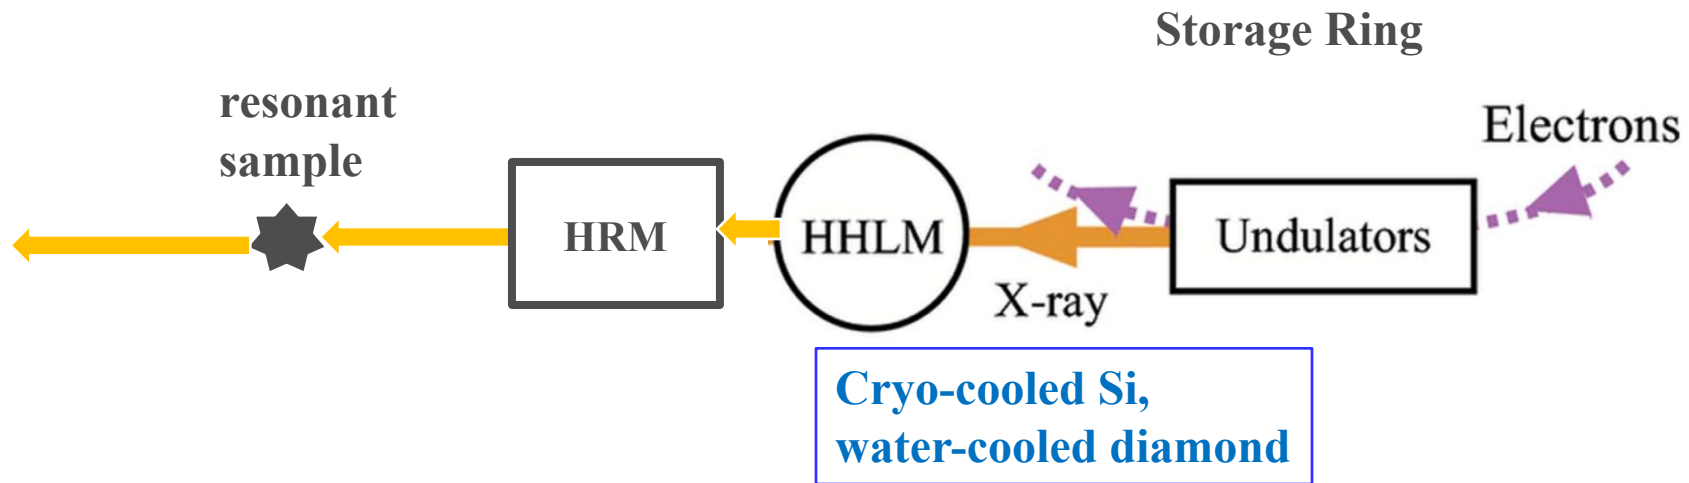 Storage Ring
resonant
sample
Electrons
HRM
HHLM
Undulators
X-ray
Cryo-cooled Si,
water-cooled diamond